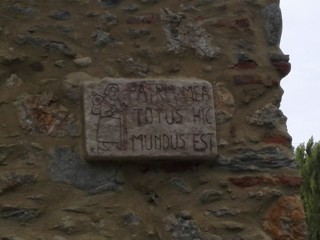 PATRIA MEA
TOTUS HIC
MUNDUS EST